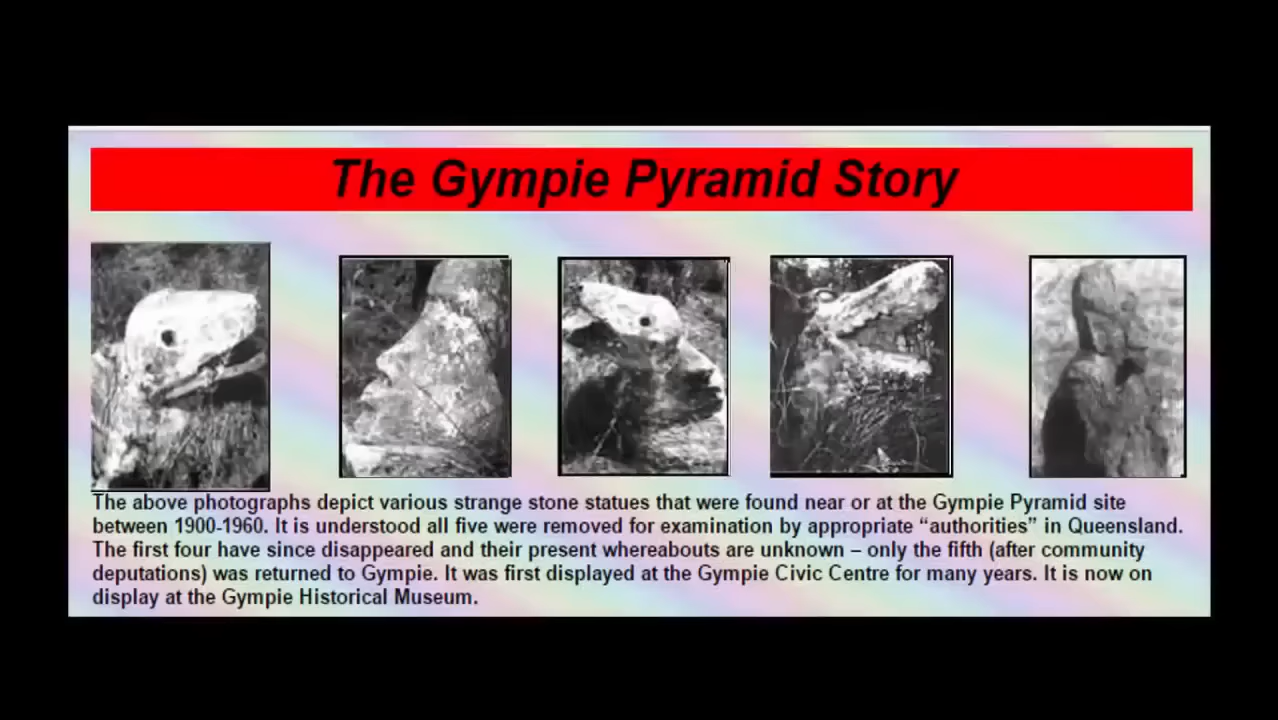 The Gympie Pyramid Story
The above photographs depict various strange stone statues that were found near or at the Gympie Pyramid site
between 1900-1960. It is understood all five were removed for examination by appropriate “authorities” in Queensland.
The first four have since disappeared and their present whereabouts are unknown – only the fifth (after community
deputations) was returned to Gympie. It was first displayed at the Gympie Civic Centre for many years. It is now on
display at the Gympie Historical Museum.